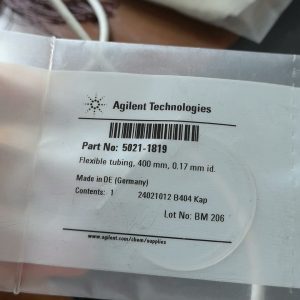 Agilent Technologies
Part No: 5021-1819
Flexible tubing, 400 mm, 0.17 mm id.
Made in DE (Germany)
Contents: 1 24021012 B404 Kap
Lot No: BM 206
www.agilent.com/chem/supplies